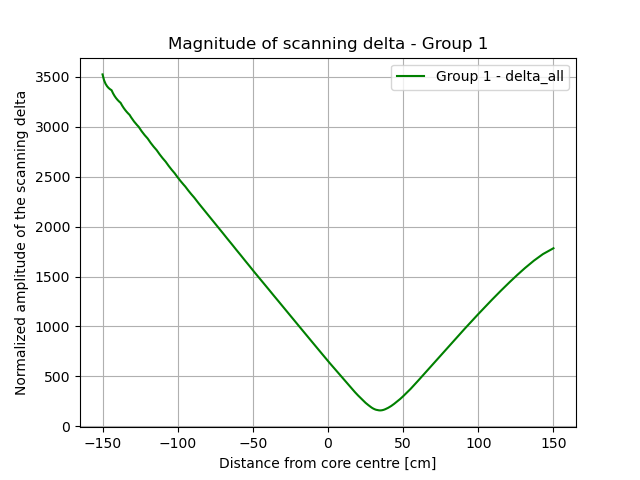 Magnitude of scanning delta - Group 1
Group 1 - delta_all
Normalized amplitude of the scanning delta
3500
3000
2500
2000
1500
1000
500
0
−150 −100 −50 0 50 100 150
Distance from core centre [cm]